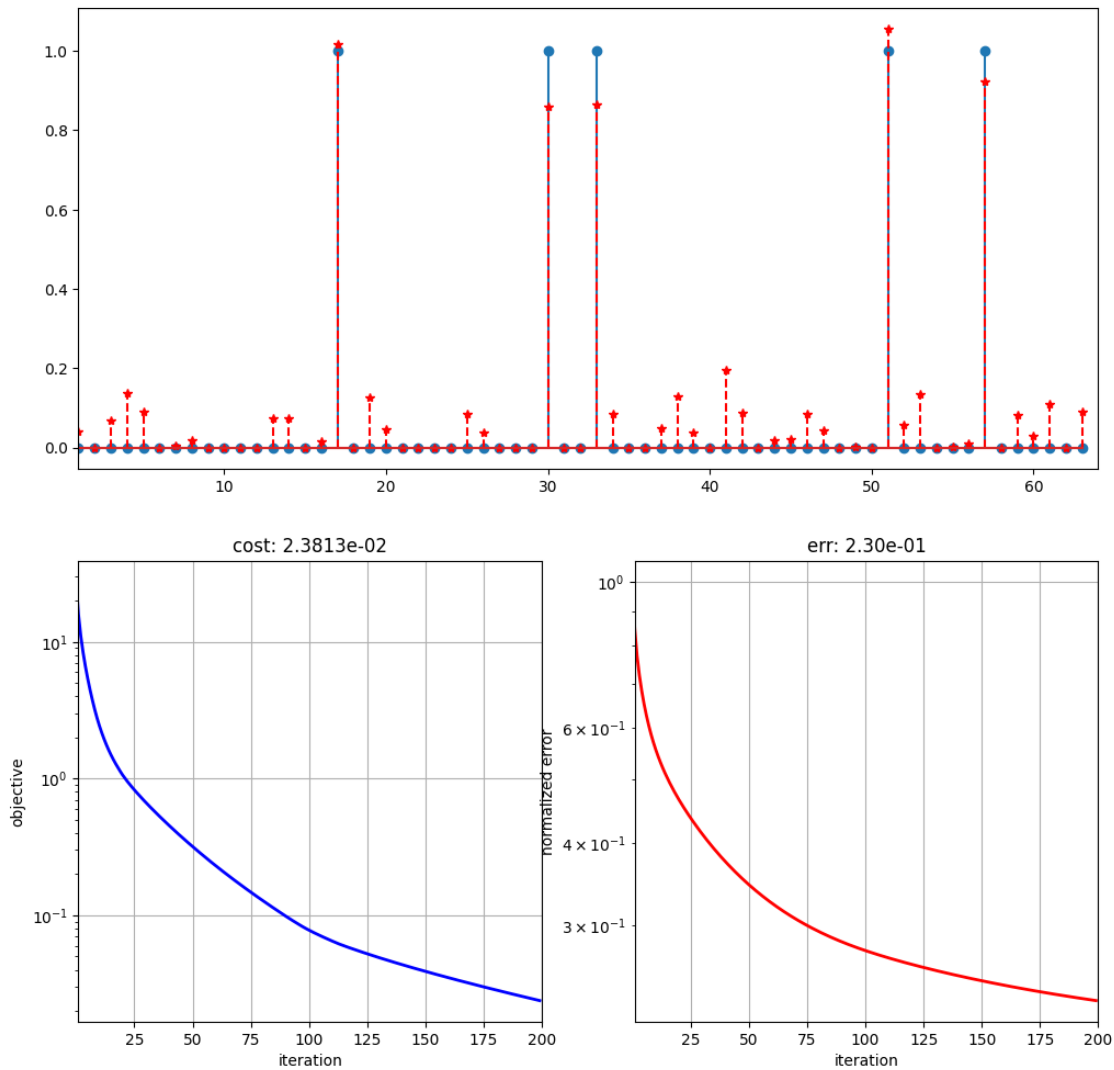 1.0
0.8
0.6
0.4
0.2
0.0
10 20 30 40 50 60
cost: 2.3813e-02
objective
10¹
10⁰
10⁻¹
25 50 75 100 125 150 175 200
iteration
err: 2.30e-01
normalized error
10⁰
6 × 10⁻¹
4 × 10⁻¹
3 × 10⁻¹
25 50 75 100 125 150 175 200
iteration